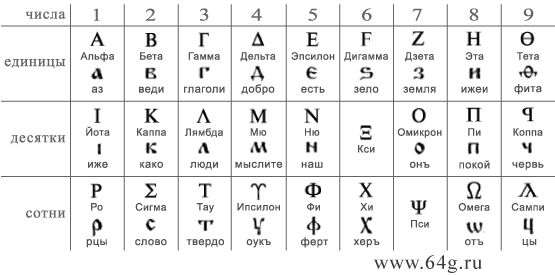 числа 1 2 3 4 5 6 7 8 9
Α Β Γ Δ Ε Ϝ Ζ Η Θ
Альфа Бета Гамма Дельта Эпсилон Дигамма Дзета Эта Тета
единицы
а в г д є ѕ з и ѳ
аз веди глаголи добро есть зело земля ижеи фита
Ι Κ Λ Μ Ν Ξ Ο Π Ϥ
Йота Каппа Лямбда Мю Ню Кси Омикрон Пи Коппа
десятки
і к л м н о п ч
иже како люди мыслите наш онъ покой червь
Ρ Σ Τ ϒ Φ Χ Ψ Ω Ϡ
Ро Сигма Тау Ипсилон Фи Хи Пси Омега Сампи
сотни
р с т у ф х ѡ ц
рцы слово твердо оукъ ферт херъ отъ цы
www.64g.ru